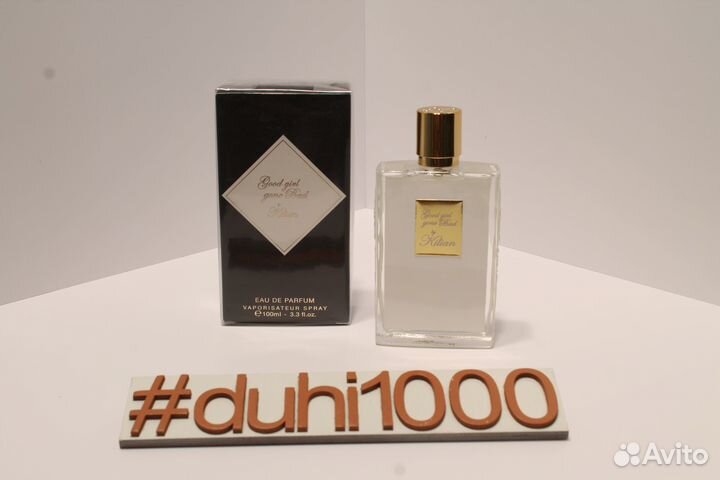 Good girl
gone Bad
by
Kilian
EAU DE PARFUM
VAPORISATEUR SPRAY
℮100ml - 3.3 fl.oz.
Good girl
gone Bad
by
Kilian
#duhi1000
Avito